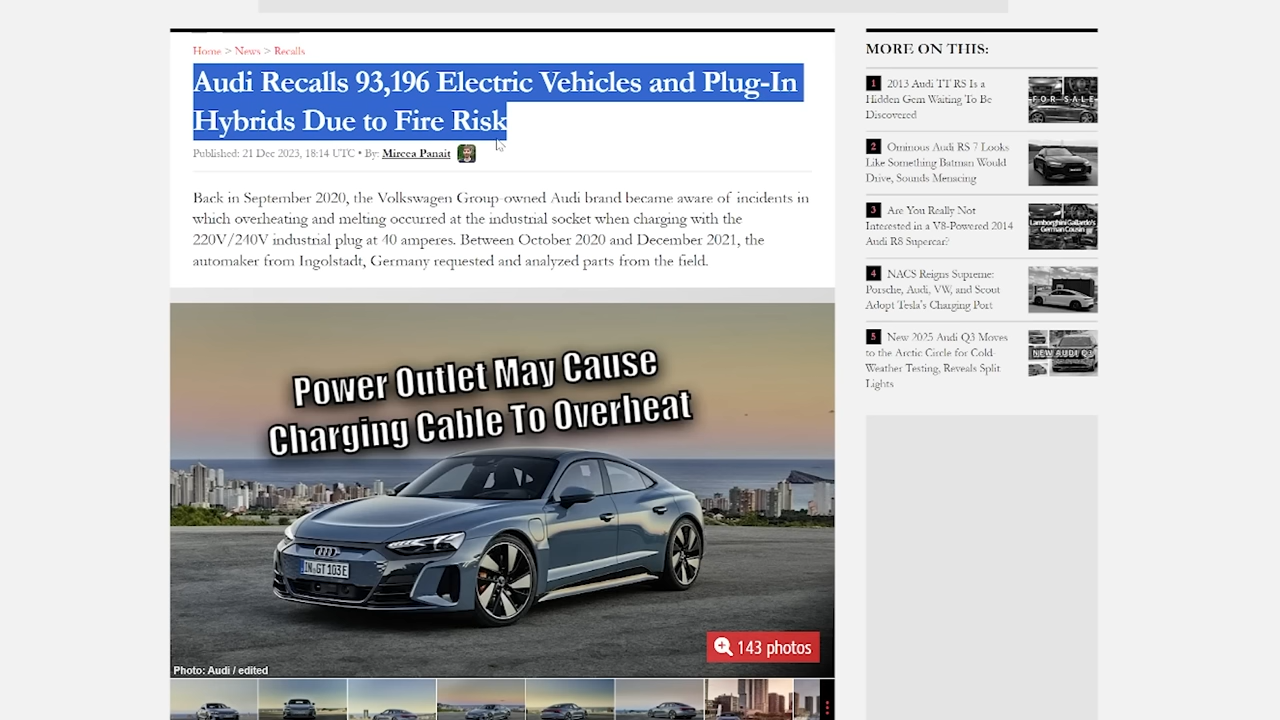 Home > News > Recalls
Audi Recalls 93,196 Electric Vehicles and Plug-In
Hybrids Due to Fire Risk
Published: 21 Dec 2023, 18:14 UTC • By: Mircea Panait
Back in September 2020, the Volkswagen Group-owned Audi brand became aware of incidents in
which overheating and melting occurred at the industrial socket when charging with the
220V/240V industrial plug at 40 amperes. Between October 2020 and December 2021, the
automaker from Ingolstadt, Germany requested and analyzed parts from the field.
Power Outlet May Cause
Charging Cable To Overheat
IN GT 103E
143 photos
Photo: Audi / edited
MORE ON THIS:
1 2013 Audi TT RS Is a
Hidden Gem Waiting To Be
Discovered
FOR SALE
2 Ominous Audi RS 7 Looks
Like Something Batman Would
Drive, Sounds Menacing
3 Are You Really Not
Interested in a V8-Powered 2014
Audi R8 Supercar?
Lamborghini Gallardo's
German Cousin
4 NACS Reigns Supreme:
Porsche, Audi, VW, and Scout
Adopt Tesla's Charging Port
5 New 2025 Audi Q3 Moves
to the Arctic Circle for Cold-
Weather Testing, Reveals Split
Lights
NEW AUDI Q3